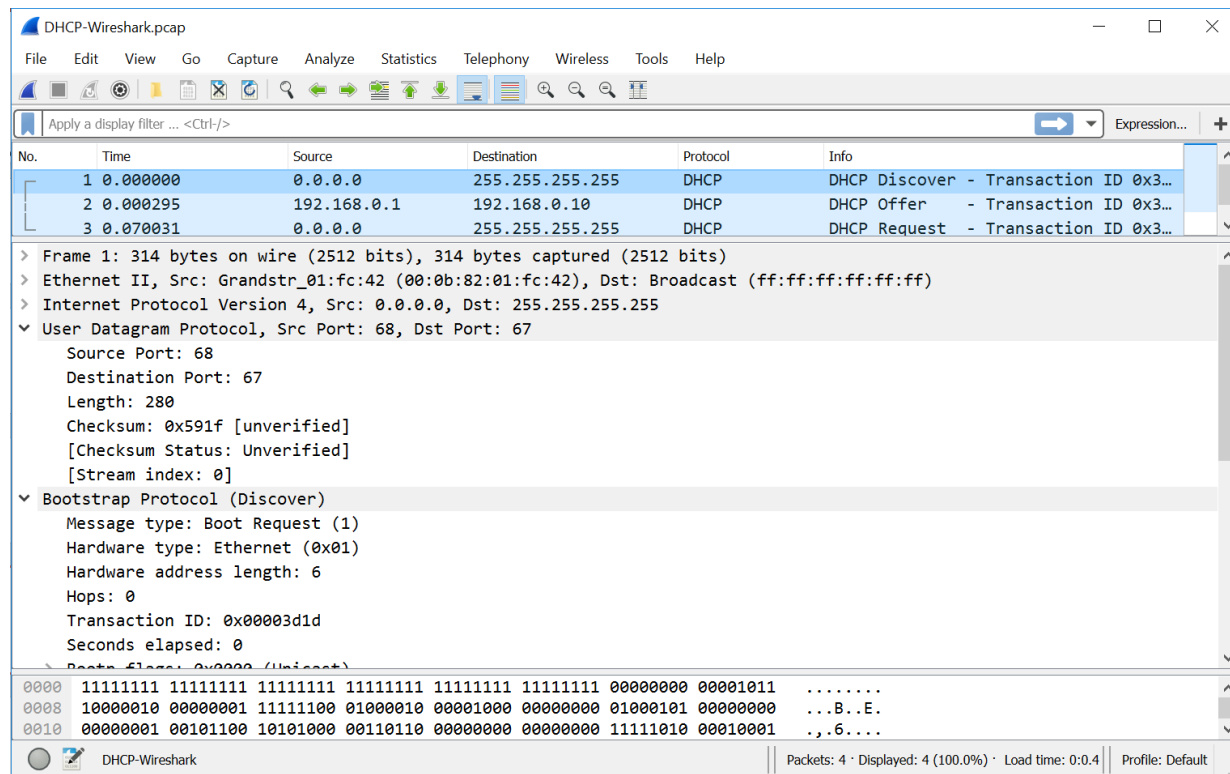 DHCP-Wireshark.pcap
File Edit View Go Capture Analyze Statistics Telephony Wireless Tools Help
Apply a display filter ... <Ctrl-/> Expression... +
No. Time Source Destination Protocol Info
1 0.000000 0.0.0.0 255.255.255.255 DHCP DHCP Discover - Transaction ID 0x3…
2 0.000295 192.168.0.1 192.168.0.10 DHCP DHCP Offer - Transaction ID 0x3…
3 0.070031 0.0.0.0 255.255.255.255 DHCP DHCP Request - Transaction ID 0x3…
Frame 1: 314 bytes on wire (2512 bits), 314 bytes captured (2512 bits)
Ethernet II, Src: Grandstr_01:fc:42 (00:0b:82:01:fc:42), Dst: Broadcast (ff:ff:ff:ff:ff:ff)
Internet Protocol Version 4, Src: 0.0.0.0, Dst: 255.255.255.255
User Datagram Protocol, Src Port: 68, Dst Port: 67
Source Port: 68
Destination Port: 67
Length: 280
Checksum: 0x591f [unverified]
[Checksum Status: Unverified]
[Stream index: 0]
Bootstrap Protocol (Discover)
Message type: Boot Request (1)
Hardware type: Ethernet (0x01)
Hardware address length: 6
Hops: 0
Transaction ID: 0x00003d1d
Seconds elapsed: 0
Bootp flags: 0x0000 (Unicast)
0000 11111111 11111111 11111111 11111111 11111111 11111111 00000000 00001011 ........
0008 10000010 00000001 11111100 01000010 00001000 00000000 01000101 00000000 ...B..E.
0010 00000001 00101100 10101000 00110110 00000000 00000000 11111010 00010001 .,.6....
DHCP-Wireshark Packets: 4 · Displayed: 4 (100.0%) · Load time: 0:0.4 Profile: Default